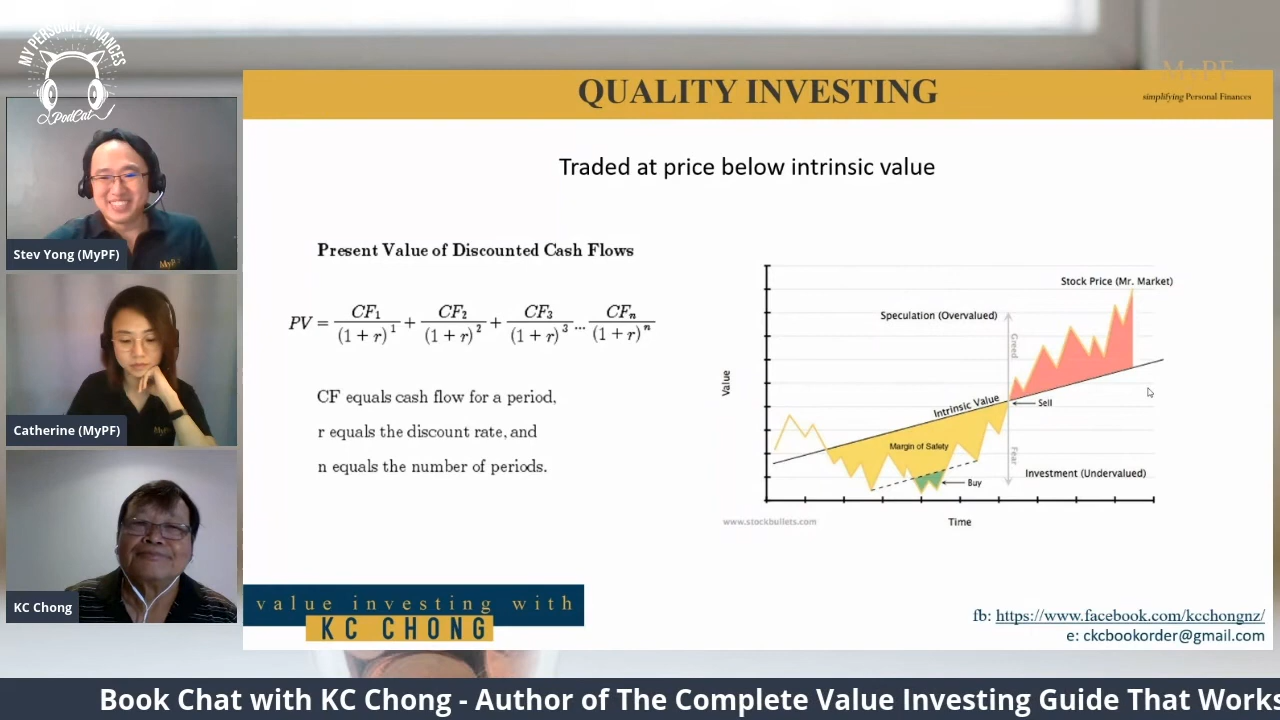 MY PERSONAL FINANCES
PodCat
Stev Yong (MyPF)
Catherine (MyPF)
KC Chong
QUALITY INVESTING
MyPF
simplifying Personal Finances
Traded at price below intrinsic value
Present Value of Discounted Cash Flows
PV = CF₁/(1 + r)¹ + CF₂/(1 + r)² + CF₃/(1 + r)³ ... CFₙ/(1 + r)ⁿ
CF equals cash flow for a period,
r equals the discount rate, and
n equals the number of periods.
Stock Price (Mr. Market)
Speculation (Overvalued)
Greed
Value
Intrinsic Value
Sell
Margin of Safety
Fear
Investment (Undervalued)
Buy
www.stockbullets.com
Time
value investing with
KC CHONG
fb: https://www.facebook.com/kcchongnz/
e: ckcbookorder@gmail.com
Book Chat with KC Chong - Author of The Complete Value Investing Guide That Works